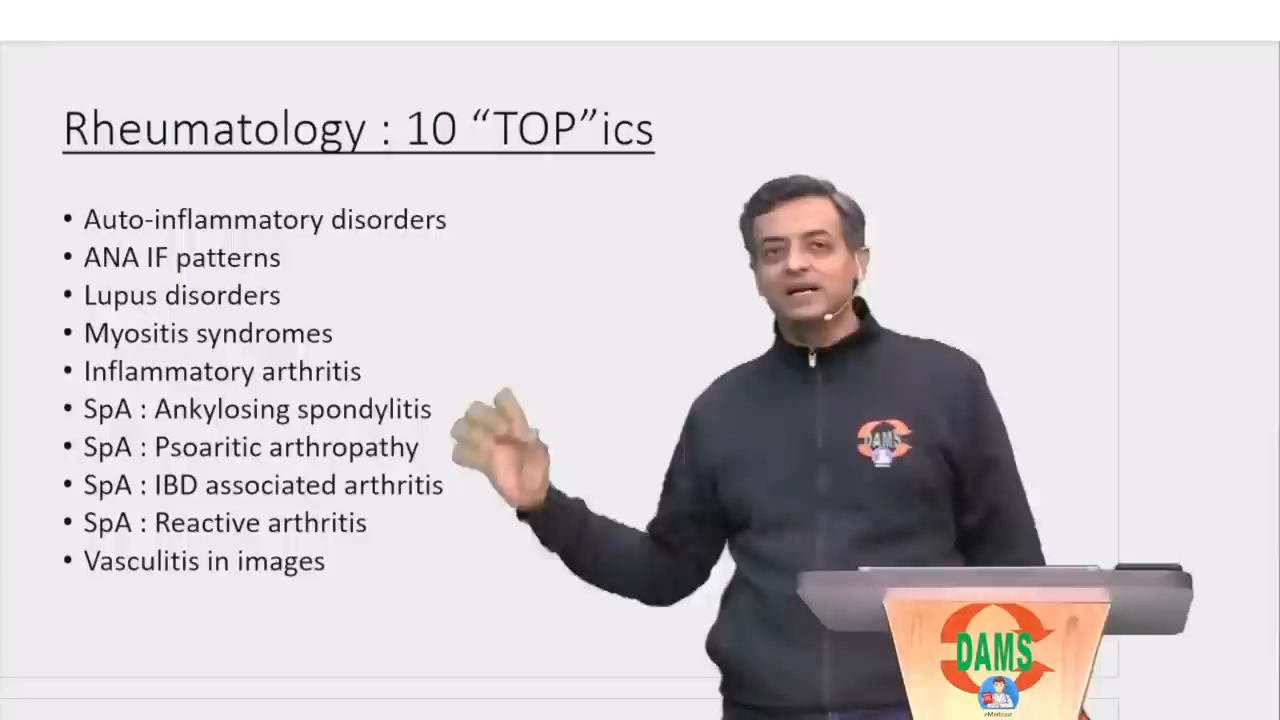 Rheumatology : 10 “TOP”ics
• Auto-inflammatory disorders
• ANA IF patterns
• Lupus disorders
• Myositis syndromes
• Inflammatory arthritis
• SpA : Ankylosing spondylitis
• SpA : Psoaritic arthropathy
• SpA : IBD associated arthritis
• SpA : Reactive arthritis
• Vasculitis in images
DAMS
DAMS